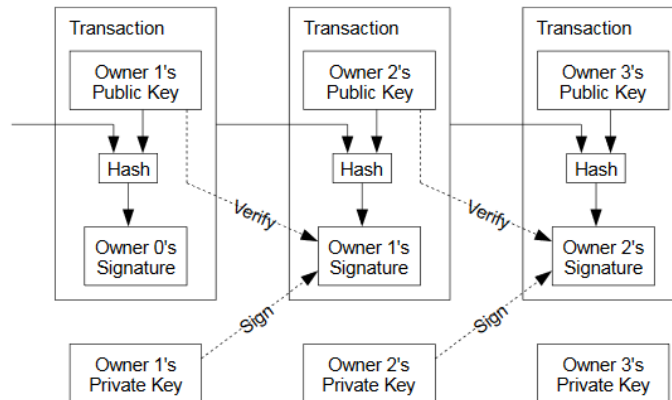 Transaction
Transaction
Transaction
Owner 1's
Public Key
Owner 2's
Public Key
Owner 3's
Public Key
Hash
Hash
Hash
Verify
Verify
Owner 0's
Signature
Owner 1's
Signature
Owner 2's
Signature
Sign
Sign
Owner 1's
Private Key
Owner 2's
Private Key
Owner 3's
Private Key